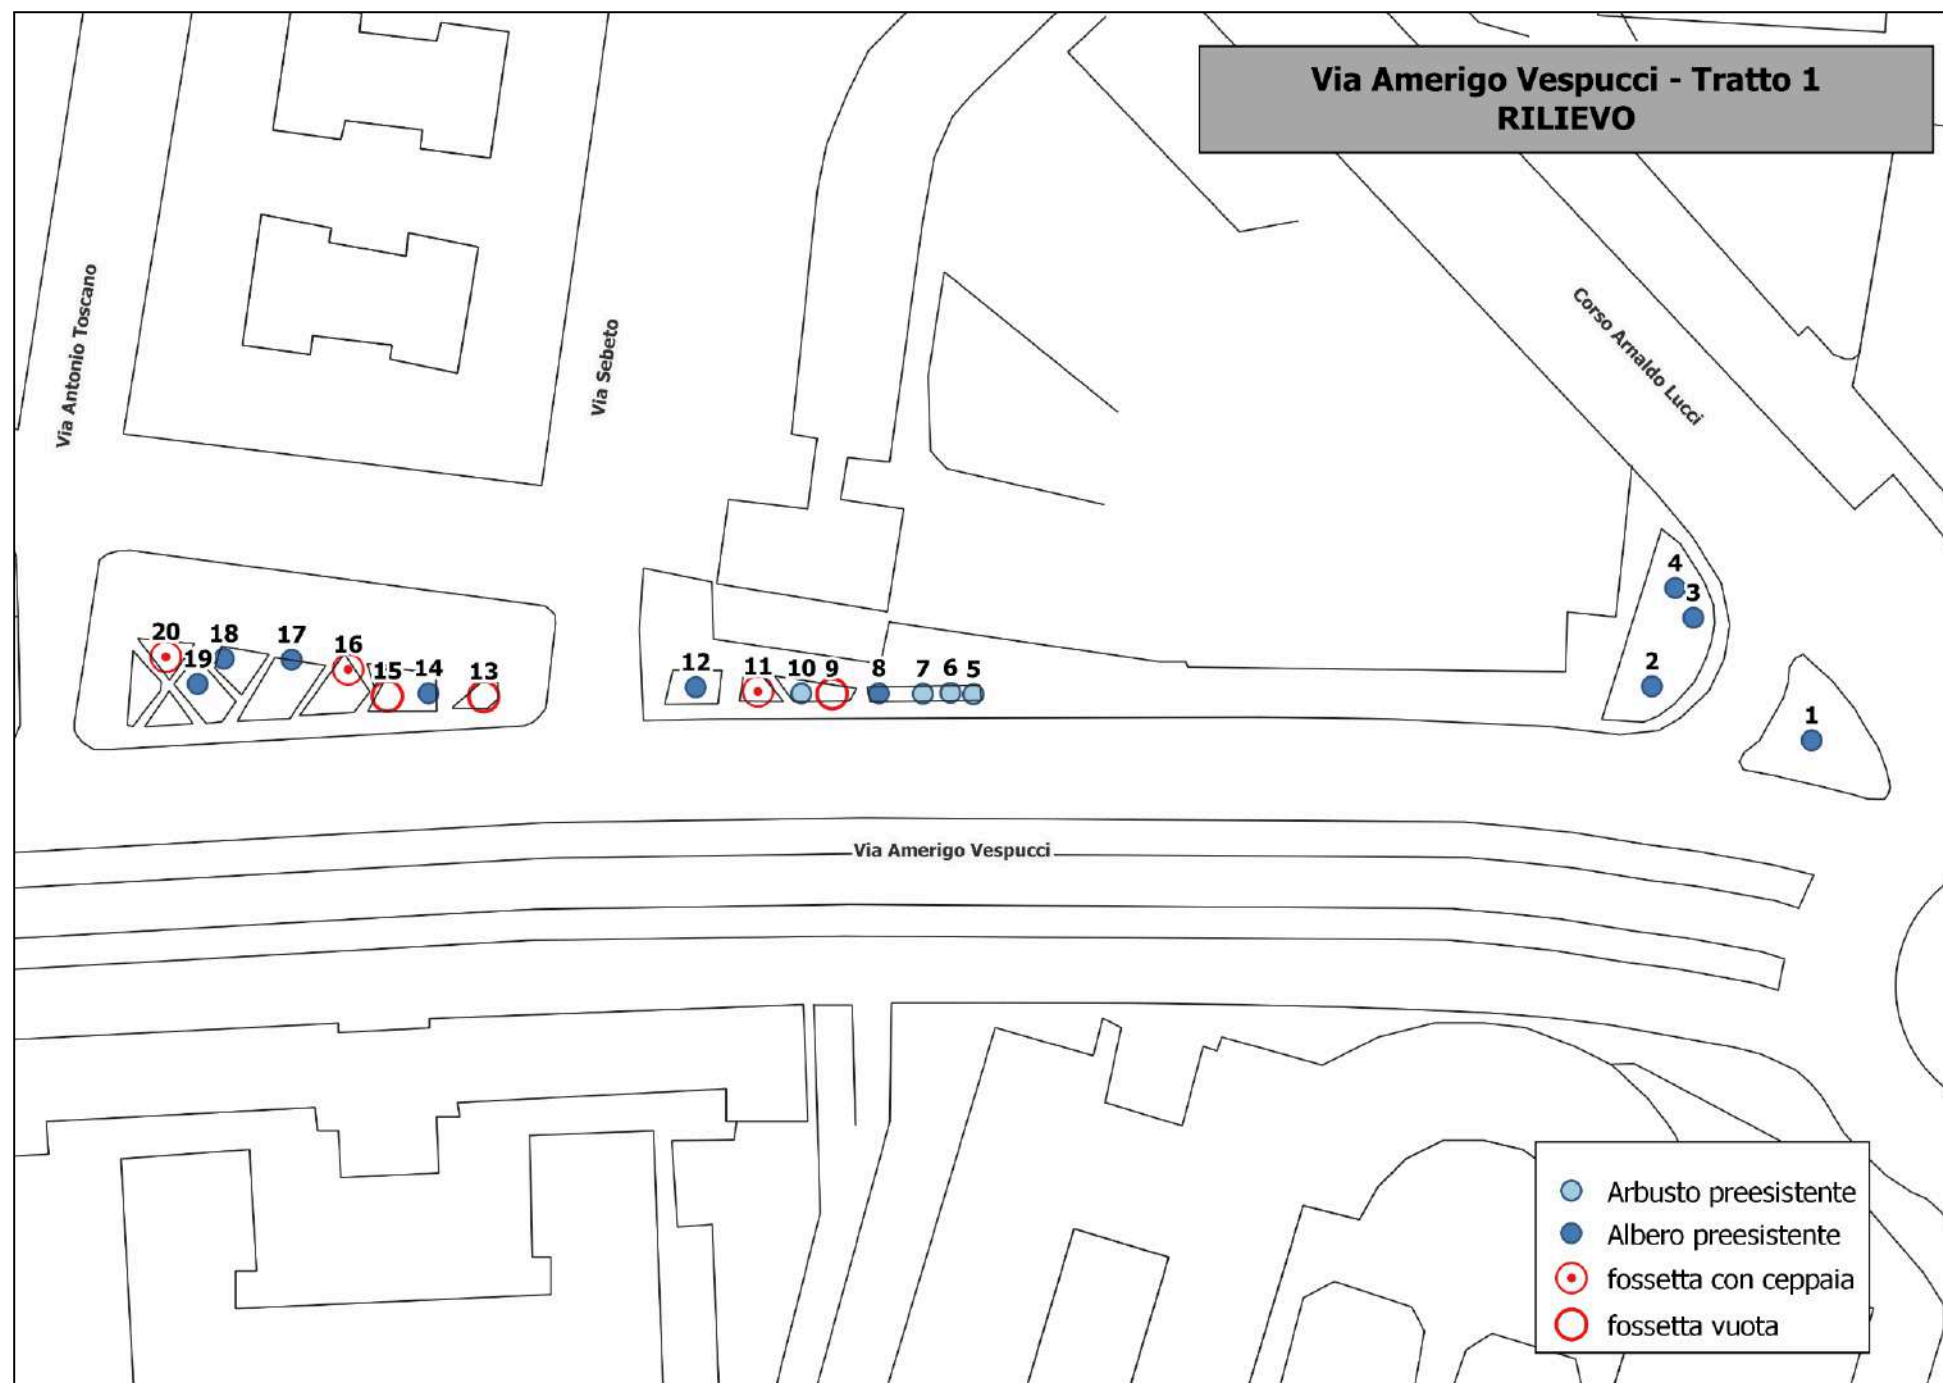 Via Amerigo Vespucci - Tratto 1
RILIEVO
Via Antonio Toscano
Via Sebeto
Corso Arnaldo Lucci
4
3
2
1
20
18
17
16
19
15
14
13
12
11
10
9
8
7
6
5
Via Amerigo Vespucci
Arbusto preesistente
Albero preesistente
fossetta con ceppaia
fossetta vuota